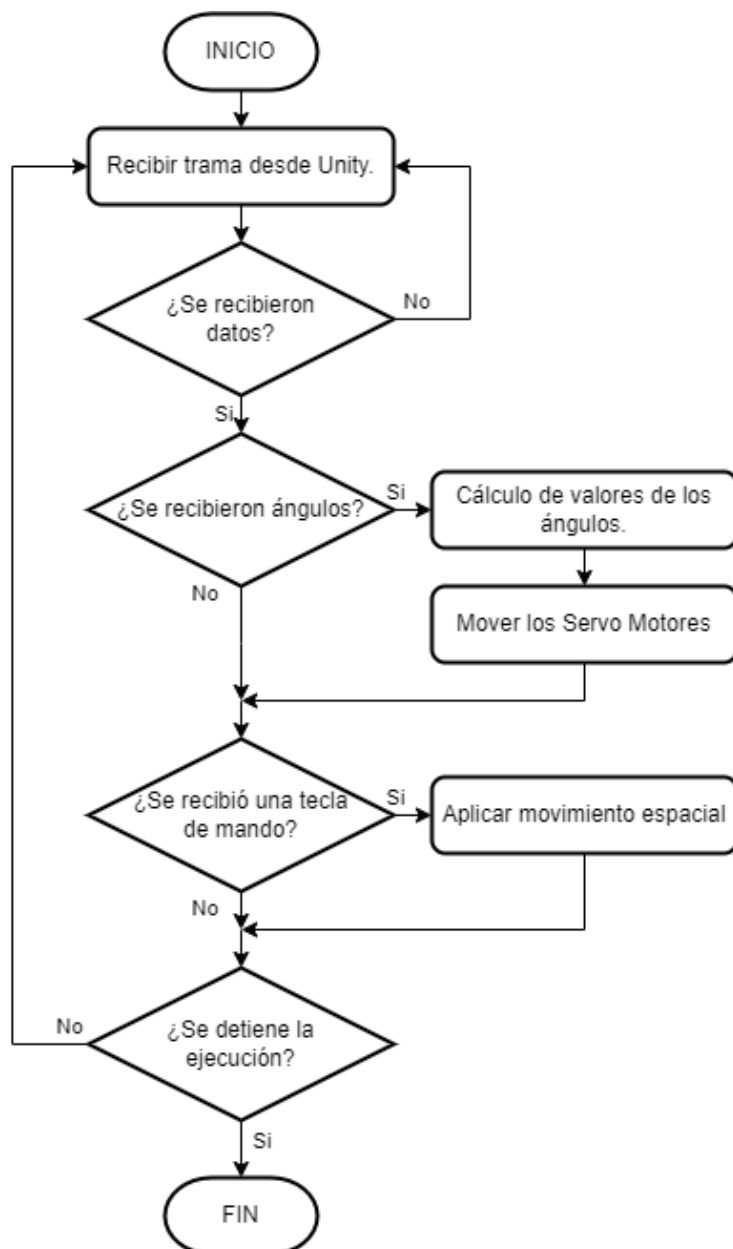 INICIO
Recibir trama desde Unity.
¿Se recibieron
datos?
No
Si
¿Se recibieron ángulos?
Si
Cálculo de valores de los
ángulos.
No
Mover los Servo Motores
¿Se recibió una tecla
de mando?
Si
Aplicar movimiento espacial
No
¿Se detiene la
ejecución?
No
Si
FIN